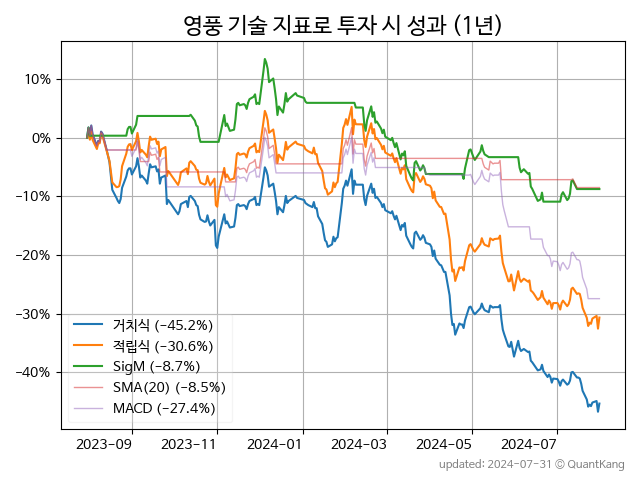 영풍 기술 지표로 투자 시 성과 (1년)
10%
0%
−10%
−20%
−30%
−40%
거치식 (−45.2%)
적립식 (−30.6%)
SigM (−8.7%)
SMA(20) (−8.5%)
MACD (−27.4%)
2023−09 2023−11 2024−01 2024−03 2024−05 2024−07
updated: 2024-07-31 © QuantKang